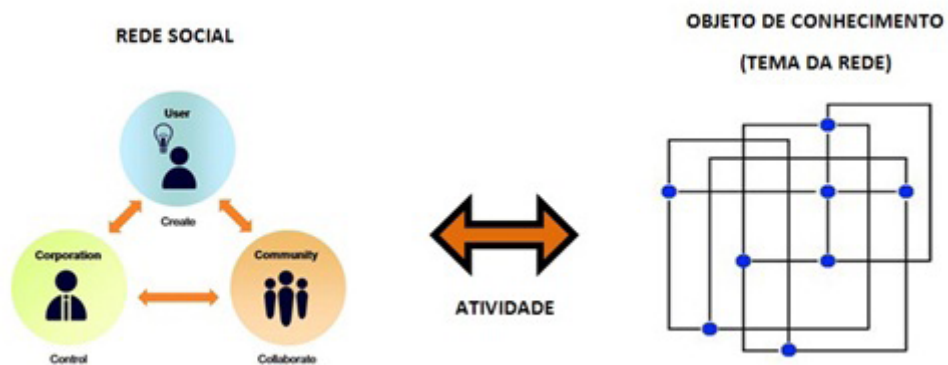 REDE SOCIAL
User
Create
Corporation
Control
Community
Collaborate
ATIVIDADE
OBJETO DE CONHECIMENTO
(TEMA DA REDE)